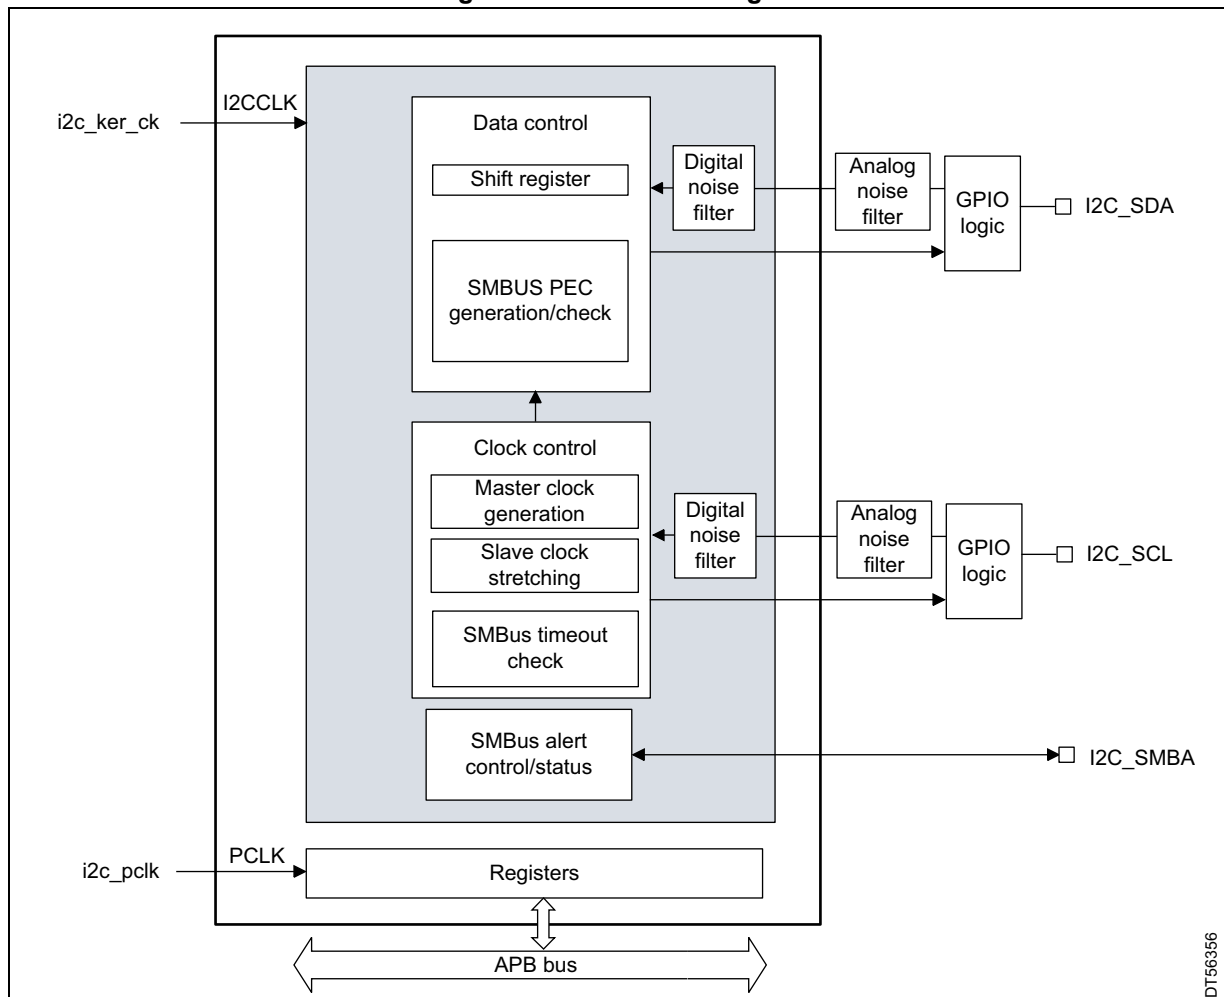 I2CCLK
i2c_ker_ck
Data control
Shift register
SMBUS PEC
generation/check
Digital
noise
filter
Analog
noise
filter
GPIO
logic
I2C_SDA
Clock control
Master clock
generation
Slave clock
stretching
SMBus timeout
check
Digital
noise
filter
Analog
noise
filter
GPIO
logic
I2C_SCL
SMBus alert
control/status
I2C_SMBA
PCLK
i2c_pclk
Registers
APB bus
DT56356